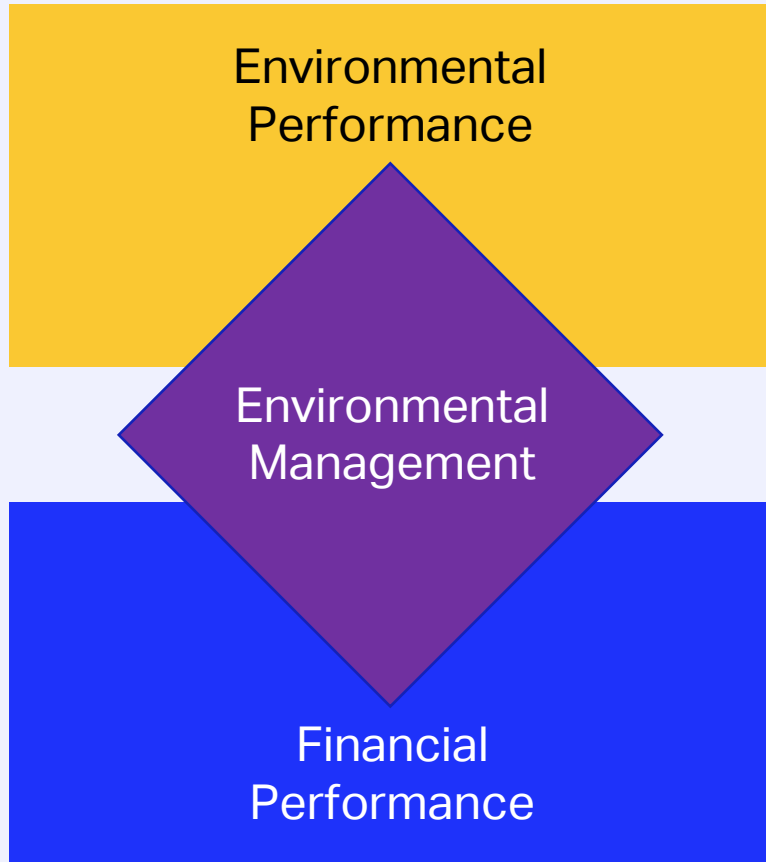 Environmental
Performance
Environmental
Management
Financial
Performance